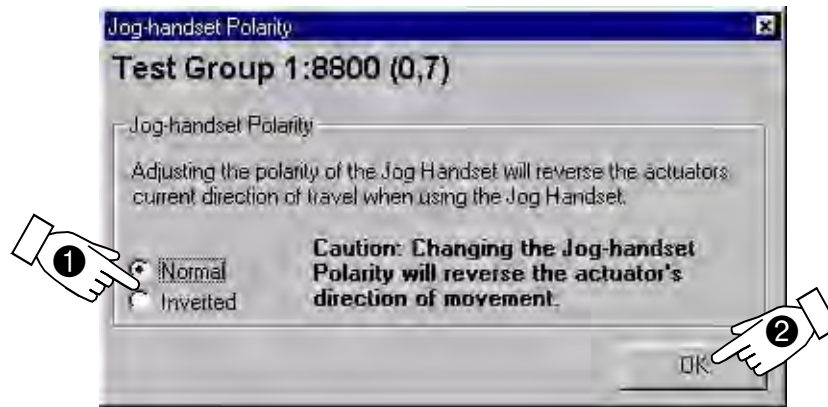 Jog-handset Polarity
Test Group 1:8800 (0,7)
Jog-handset Polarity
Adjusting the polarity of the Jog Handset will reverse the actuators
current direction of travel when using the Jog Handset.
Caution: Changing the Jog-handset
Polarity will reverse the actuator's
direction of movement.
1
Normal
Inverted
2
OK